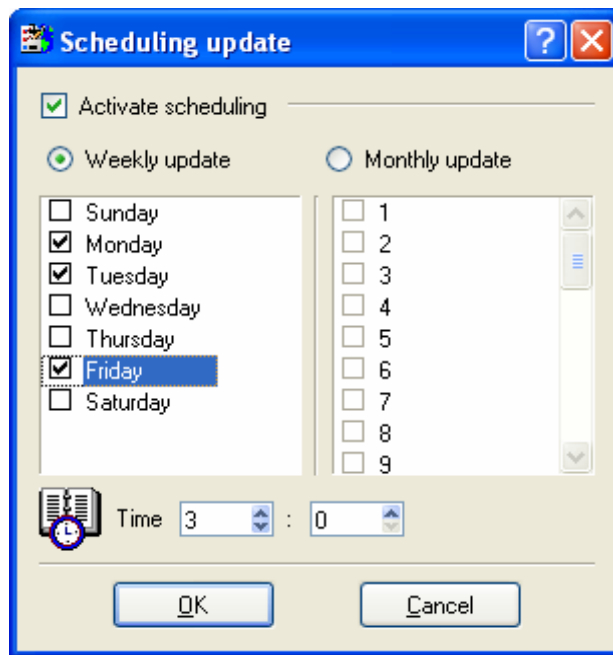 Scheduling update
Activate scheduling
Weekly update
Monthly update
Sunday
Monday
Tuesday
Wednesday
Thursday
Friday
Saturday
1
2
3
4
5
6
7
8
9
Time 3 : 0
OK Cancel